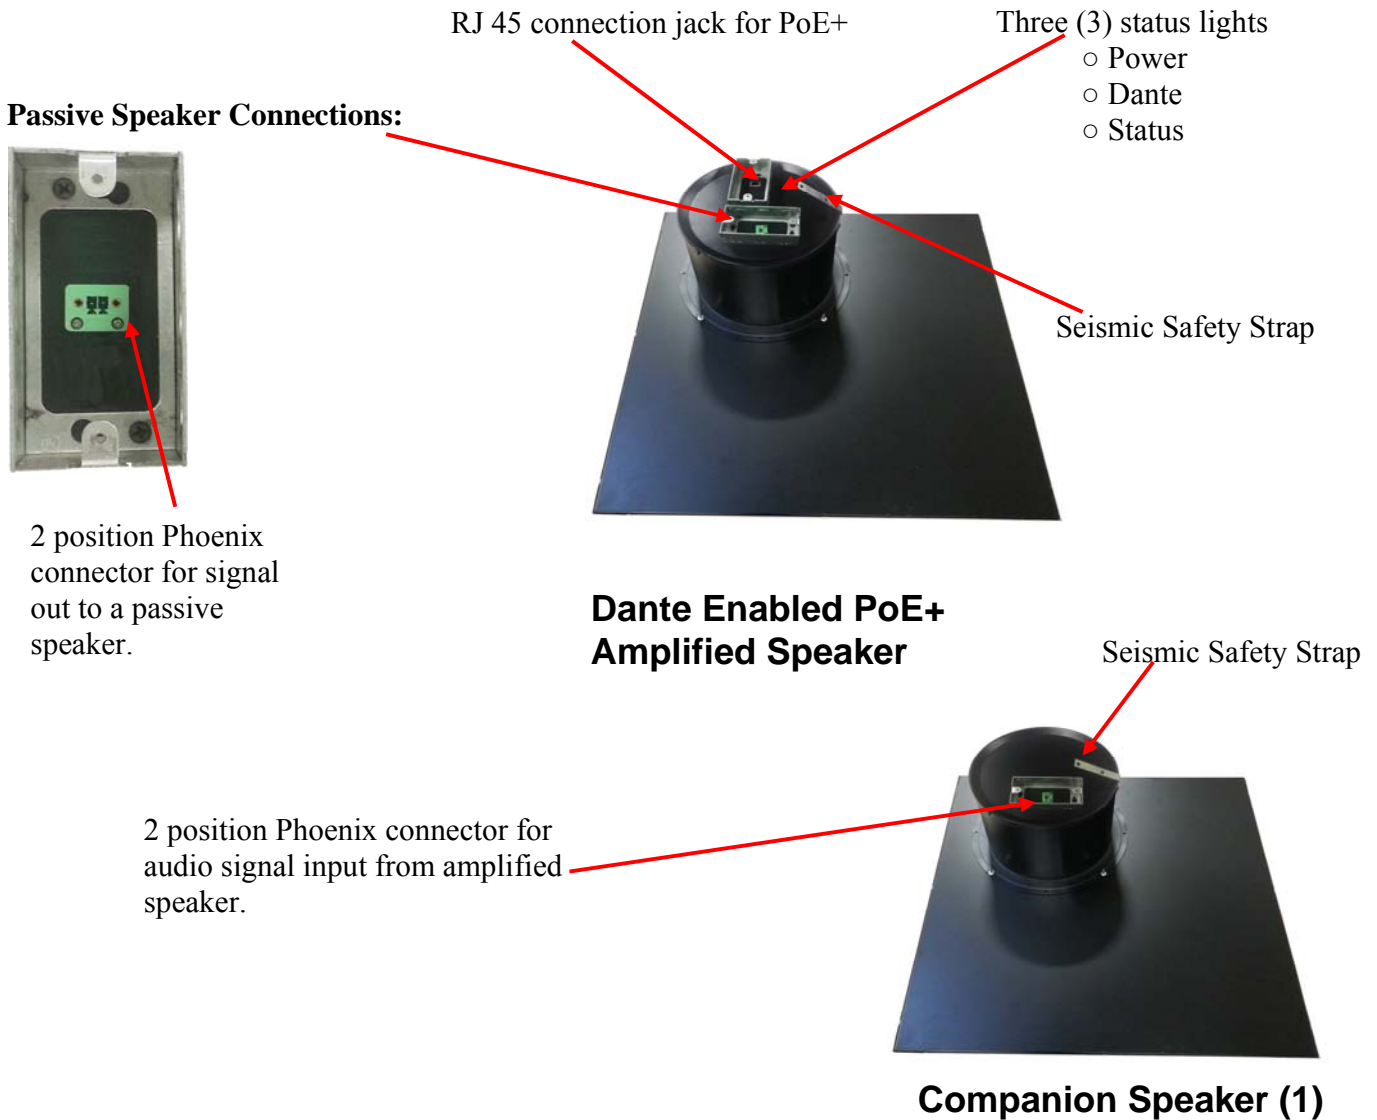 RJ 45 connection jack for PoE+
Three (3) status lights
○ Power
○ Dante
○ Status
Passive Speaker Connections:
Seismic Safety Strap
2 position Phoenix
connector for signal
out to a passive
speaker.
Dante Enabled PoE+
Amplified Speaker
Seismic Safety Strap
2 position Phoenix connector for
audio signal input from amplified
speaker.
Companion Speaker (1)